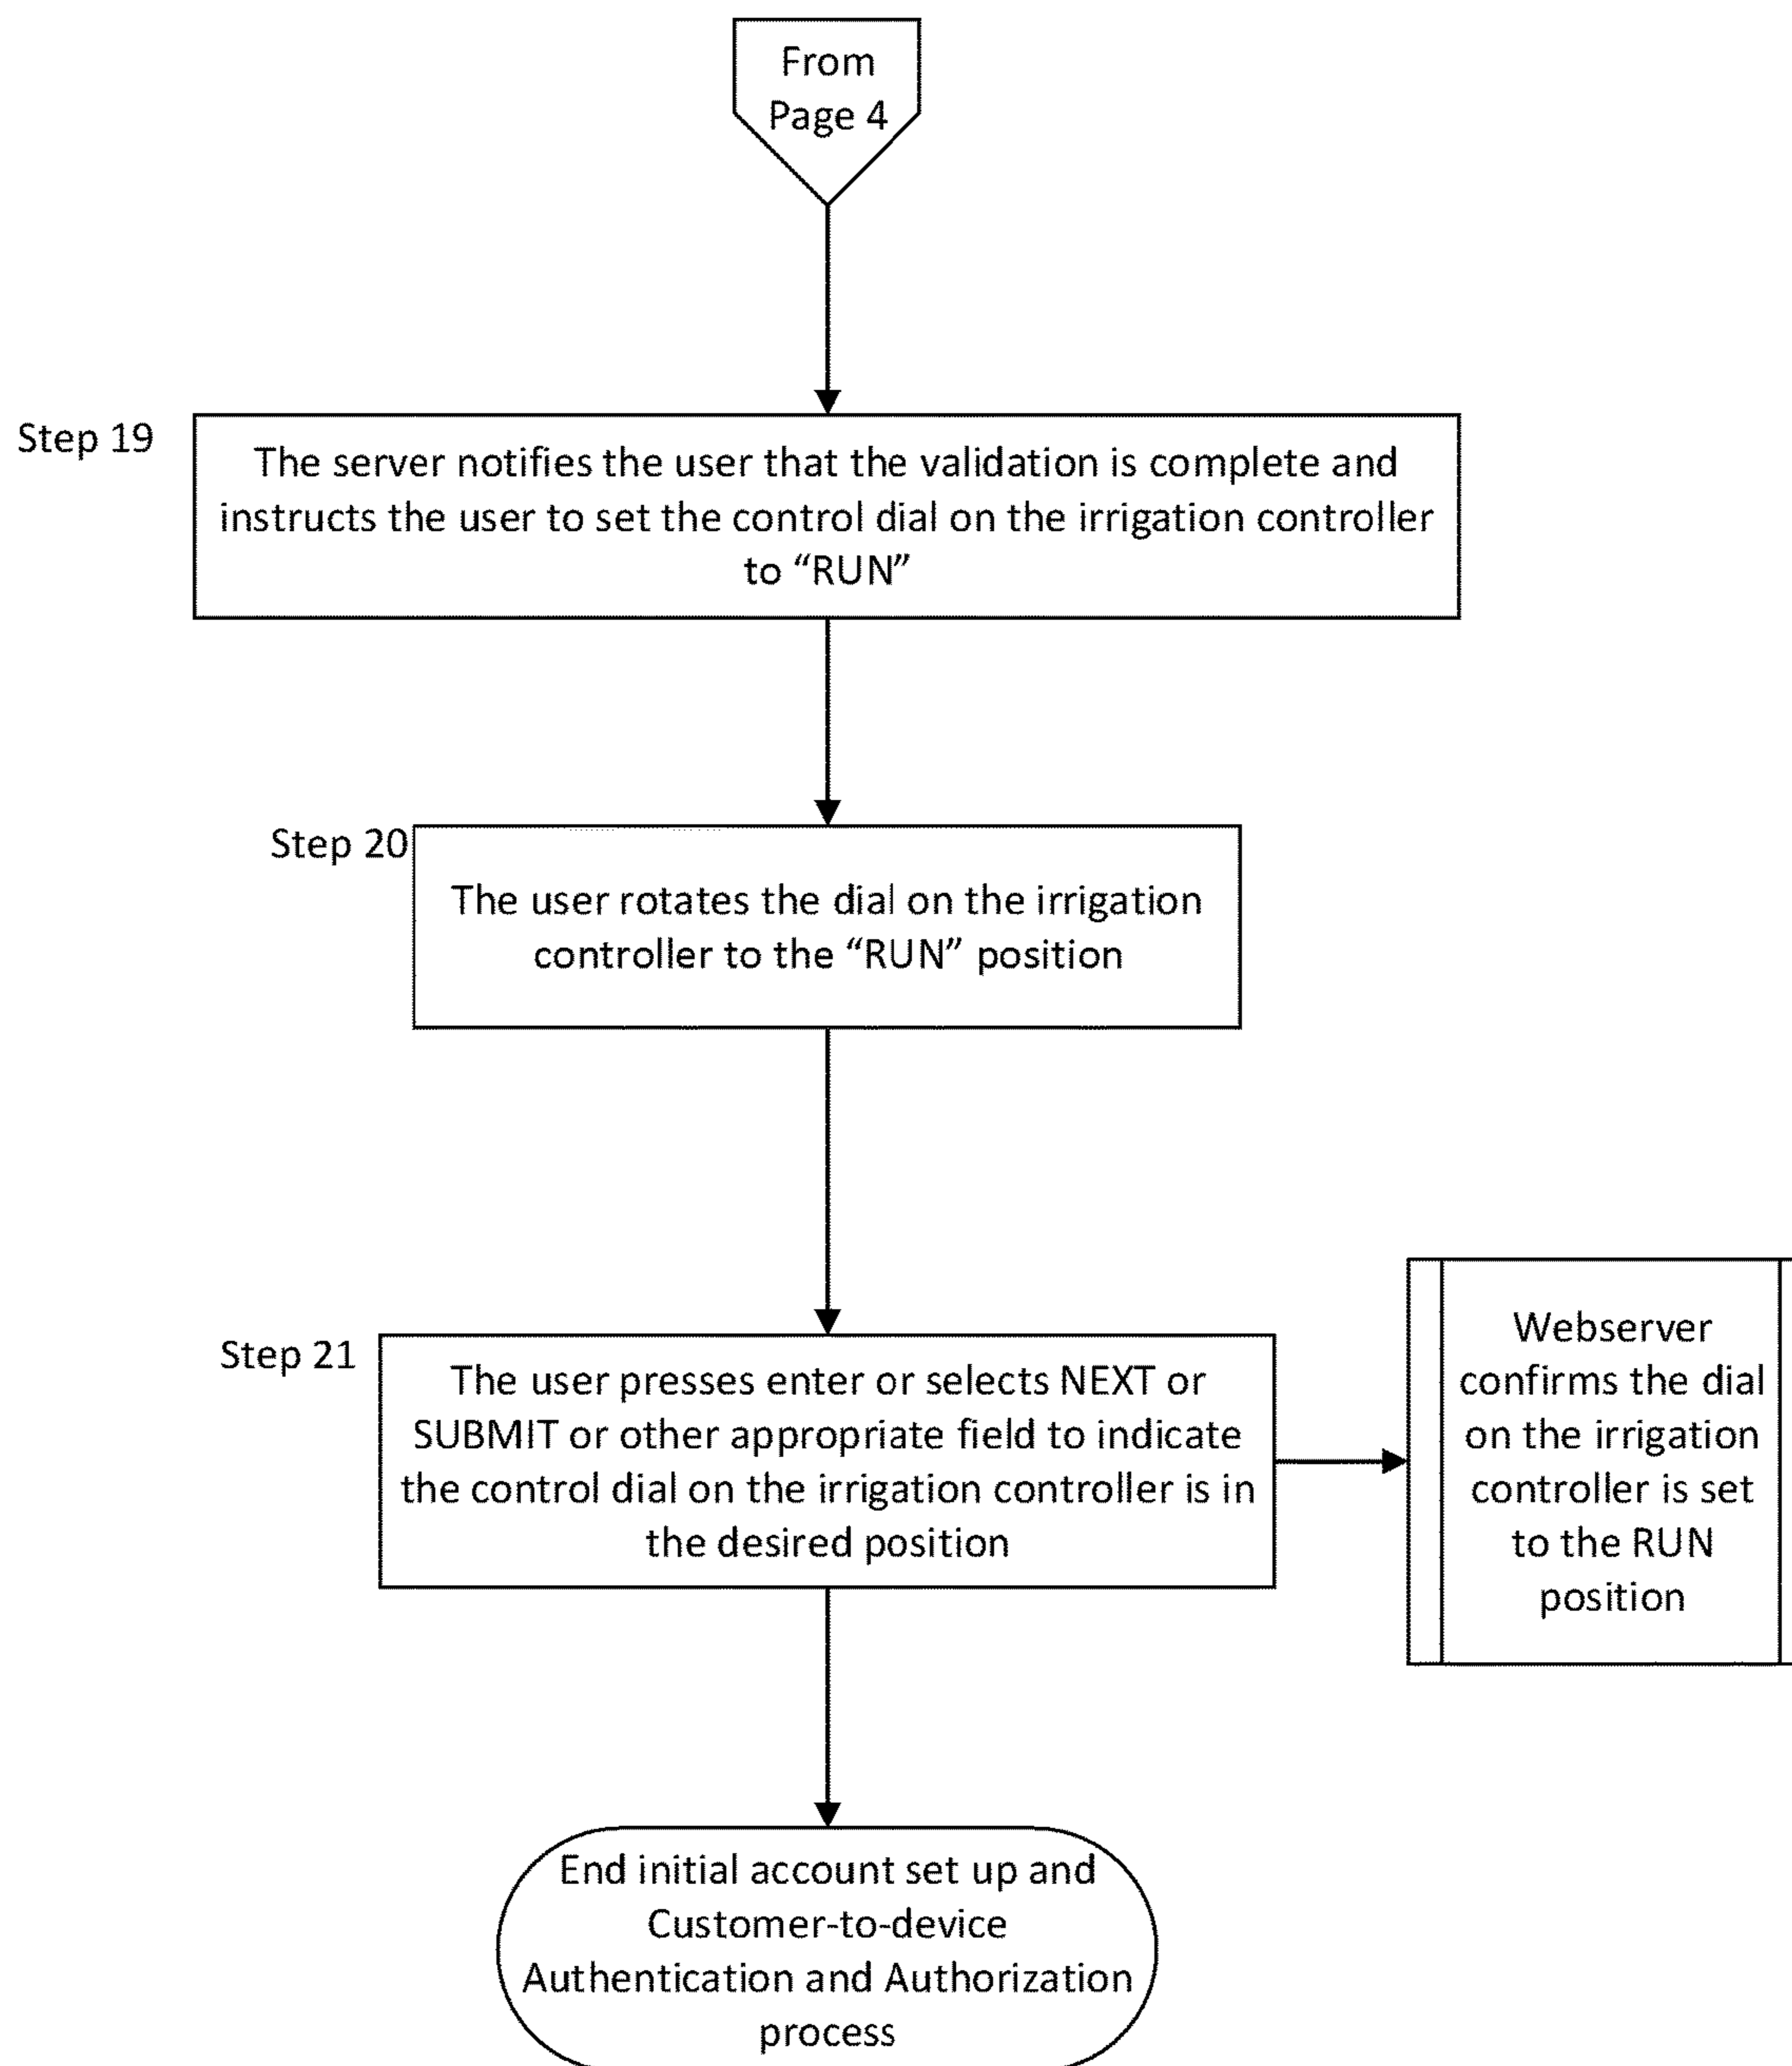 From
Page 4
Step 19
The server notifies the user that the validation is complete and
instructs the user to set the control dial on the irrigation controller
to “RUN”
Step 20
The user rotates the dial on the irrigation
controller to the “RUN” position
Step 21
The user presses enter or selects NEXT or
SUBMIT or other appropriate field to indicate
the control dial on the irrigation controller is in
the desired position
Webserver
confirms the dial
on the irrigation
controller is set
to the RUN
position
End initial account set up and
Customer-to-device
Authentication and Authorization
process